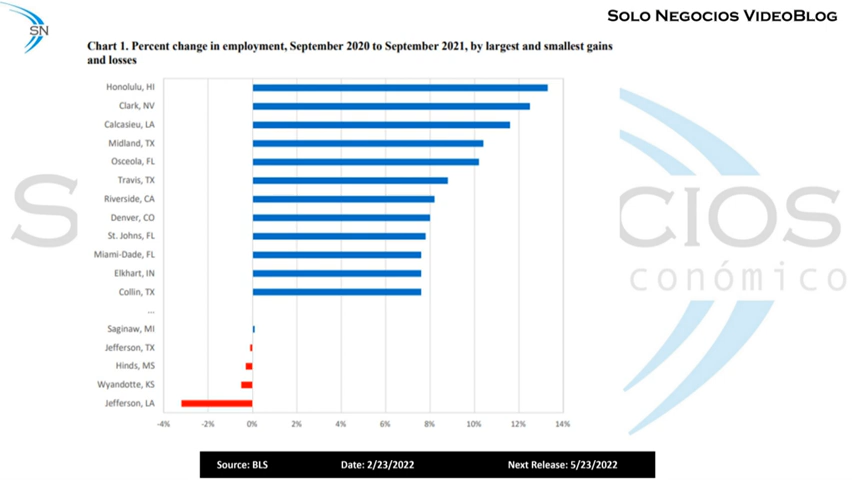 SOLO NEGOCIOS VIDEOBLOG
SN
Chart 1. Percent change in employment, September 2020 to September 2021, by largest and smallest gains
and losses
Honolulu, HI
Clark, NV
Calcasieu, LA
Midland, TX
Osceola, FL
Travis, TX
Riverside, CA
Denver, CO
St. Johns, FL
Miami-Dade, FL
Elkhart, IN
Collin, TX
...
Saginaw, MI
Jefferson, TX
Hinds, MS
Wyandotte, KS
Jefferson, LA
-4% -2% 0% 2% 4% 6% 8% 10% 12% 14%
S CIOS
conómico
Source: BLS Date: 2/23/2022 Next Release: 5/23/2022